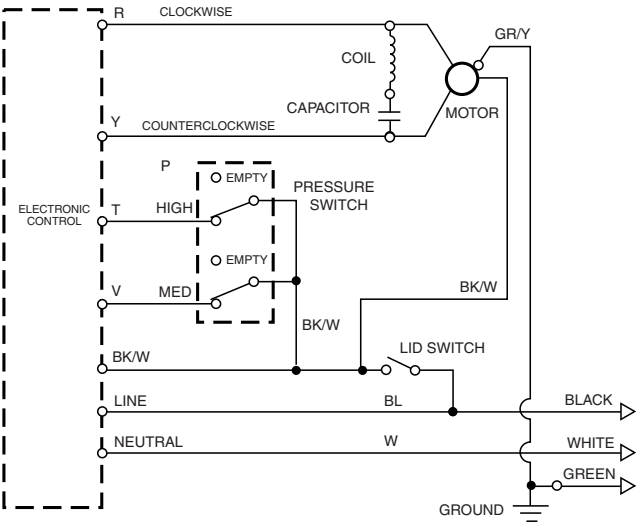 R
CLOCKWISE
GR/Y
COIL
CAPACITOR
MOTOR
Y
COUNTERCLOCKWISE
P
EMPTY
PRESSURE
SWITCH
ELECTRONIC
CONTROL
T
HIGH
EMPTY
V
MED
BK/W
BK/W
BK/W
LID SWITCH
LINE
BL
BLACK
NEUTRAL
W
WHITE
GREEN
GROUND